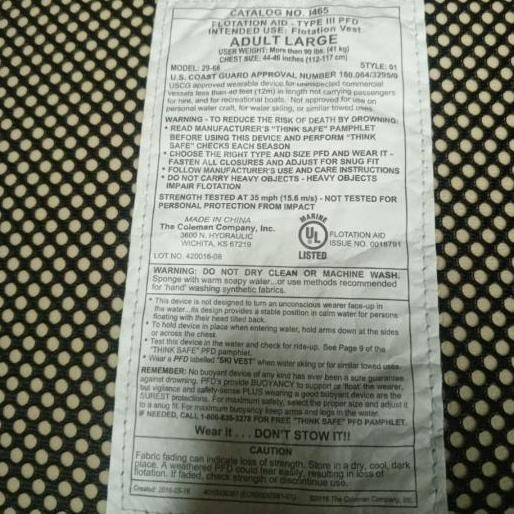 CATALOG NO. I465
FLOTATION AID - TYPE III PFD
INTENDED USE: Flotation Vest
ADULT LARGE
USER WEIGHT: More then 90 lbs. (41 kg)
CHEST SIZE: 44-46 inches (112-117 cm)
MODEL: 29-66 STYLE: 01
U.S. COAST GUARD APPROVAL NUMBER 160.064/3295/0
USCG approved wearable device for uninspected commercial
vessels less than 40 feet (12m) in length not carrying passengers
for hire, and for recreational boats. Not approved for use on
personal water craft, for water skiing, or similar towed uses.
WARNING - TO REDUCE THE RISK OF DEATH BY DROWNING:
• READ MANUFACTURER'S "THINK SAFE" PAMPHLET
BEFORE USING THIS DEVICE AND PERFORM "THINK
SAFE" CHECKS EACH SEASON
• CHOOSE THE RIGHT TYPE AND SIZE PFD AND WEAR IT -
FASTEN ALL CLOSURES AND ADJUST FOR SNUG FIT
• FOLLOW MANUFACTURER'S USE AND CARE INSTRUCTIONS
• DO NOT CARRY HEAVY OBJECTS - HEAVY OBJECTS
IMPAIR FLOTATION
STRENGTH TESTED AT 35 mph (15.6 m/s) - NOT TESTED FOR
PERSONAL PROTECTION FROM IMPACT
MADE IN CHINA
The Coleman Company, Inc.
3600 N. HYDRAULIC
WICHITA, KS 67219
LOT NO. 420016-08
MARINE
UL
LISTED
FLOTATION AID
ISSUE NO. 0018791
WARNING: DO NOT DRY CLEAN OR MACHINE WASH.
Sponge with warm soapy water...or use methods recommended
for 'hand' washing synthetic fabrics.
• This device is not designed to turn an unconscious wearer face-up in
the water...its design provides a stable position in calm water for persons
floating with their head tilted back.
• To hold device in place when entering water, hold arms down at the sides
or across the chest.
• Test this device in the water and check for ride-up. See Page 9 of the
"THINK SAFE" PFD pamphlet.
• Wear a PFD labelled "SKI VEST" when water skiing or for similar towed uses.
REMEMBER: No buoyant device of any kind has ever been a sure guarantee
against drowning. PFD's provide BUOYANCY to support or 'float' the wearer,
but vigilance and safety-sense PLUS wearing a good buoyant device are the
SUREST protections. For maximum safety, select the proper size and adjust it
to a snug fit. For maximum buoyancy keep arms and legs in the water.
IF NEEDED, CALL 1-800-835-3278 FOR FREE "THINK SAFE" PFD PAMPHLET.
Wear it . . . DON'T STOW IT!!
CAUTION
Fabric fading can indicate loss of strength. Store in a dry, cool, dark
place. A weathered PFD could tear easily, resulting in loss of
flotation. If faded, check strength or discontinue use.
Created: 2016-05-16 ©2016 The Coleman Company, Inc.